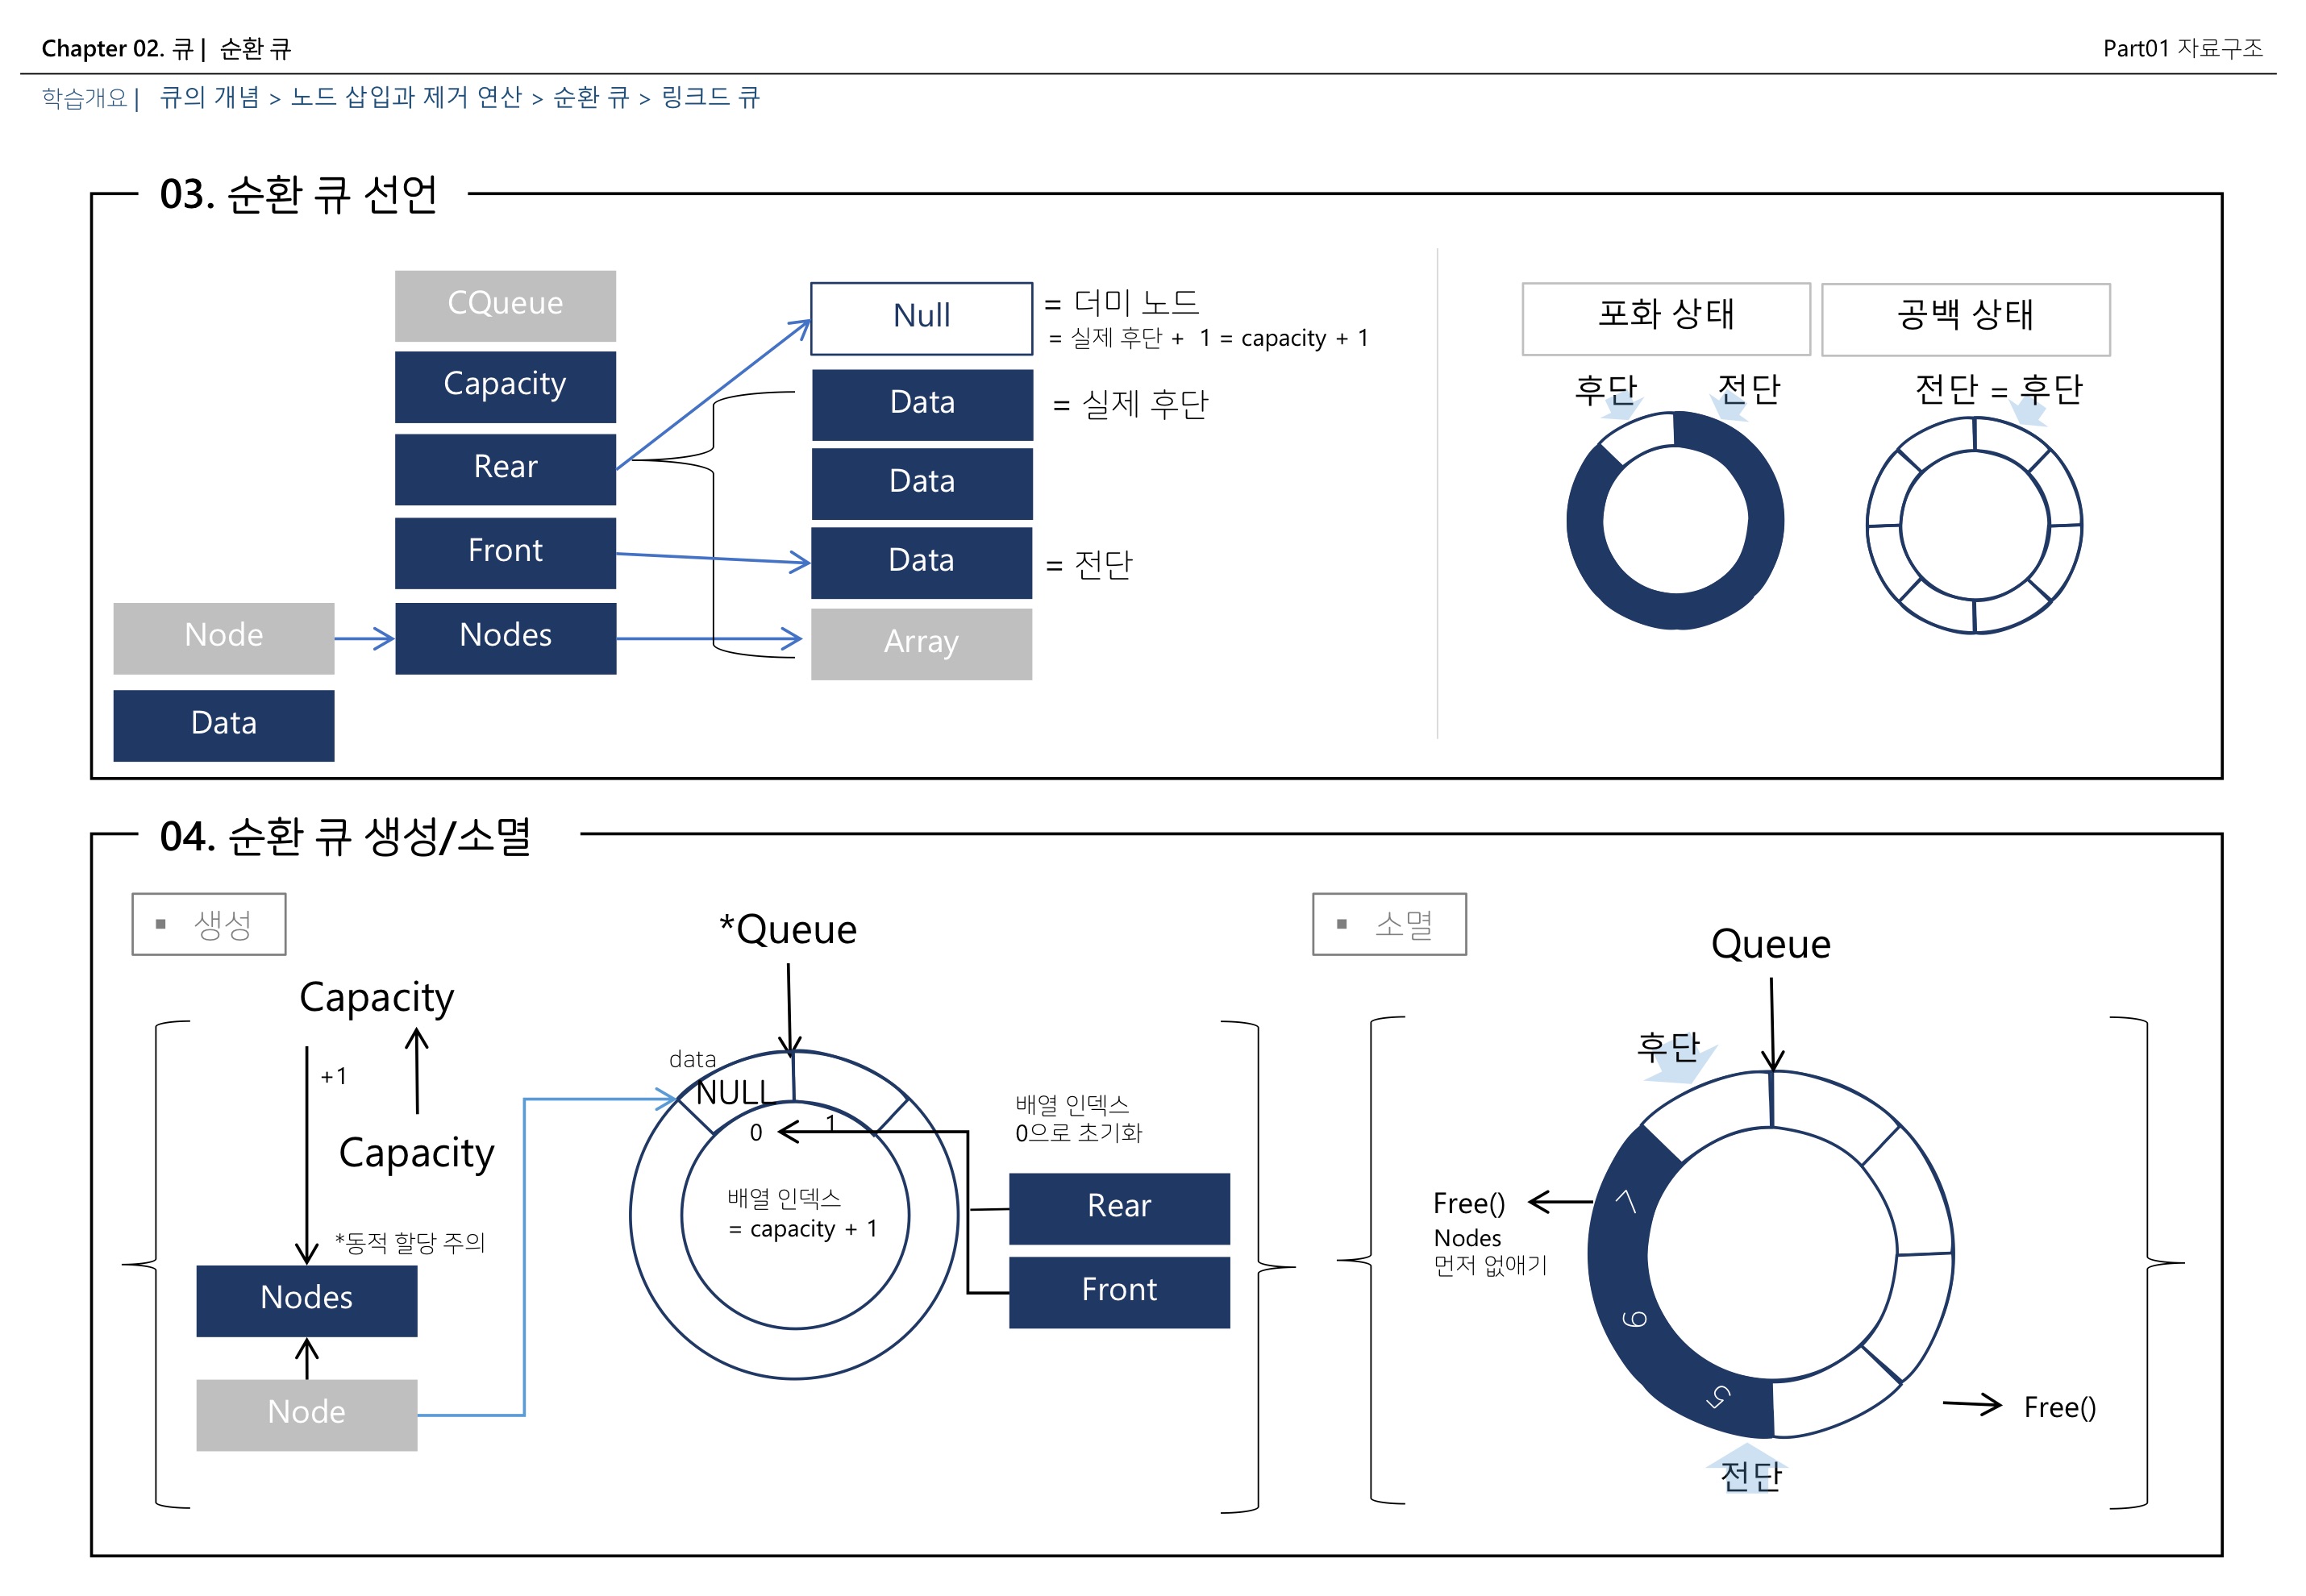 Chapter 02. 큐 | 순환 큐
Part01 자료구조
학습개요 | 큐의 개념 > 노드 삽입과 제거 연산 > 순환 큐 > 링크드 큐
03. 순환 큐 선언
CQueue
Capacity
Rear
Front
Nodes
Node
Data
Null
= 더미 노드
= 실제 후단 + 1 = capacity + 1
Data
= 실제 후단
Data
Data
= 전단
Array
포화 상태
공백 상태
후단
전단
전단 = 후단
04. 순환 큐 생성/소멸
▪ 생성
Capacity
+1
Capacity
*동적 할당 주의
Nodes
Node
*Queue
data
NULL
0
1
배열 인덱스
= capacity + 1
배열 인덱스
0으로 초기화
Rear
Front
▪ 소멸
Queue
후단
Free()
Nodes
먼저 없애기
7
9
5
전단
Free()